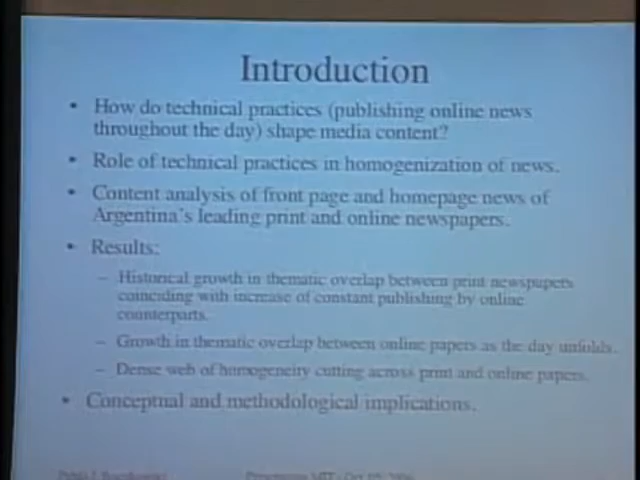 Introduction
• How do technical practices (publishing online news
throughout the day) shape media content?
• Role of technical practices in homogenization of news.
• Content analysis of front page and homepage news of
Argentina's leading print and online newspapers.
• Results:
– Historical growth in thematic overlap between print newspapers
coinciding with increase of constant publishing by online
counterparts.
– Growth in thematic overlap between online papers as the day unfolds.
– Dense web of homogeneity cutting across print and online papers.
• Conceptual and methodological implications.